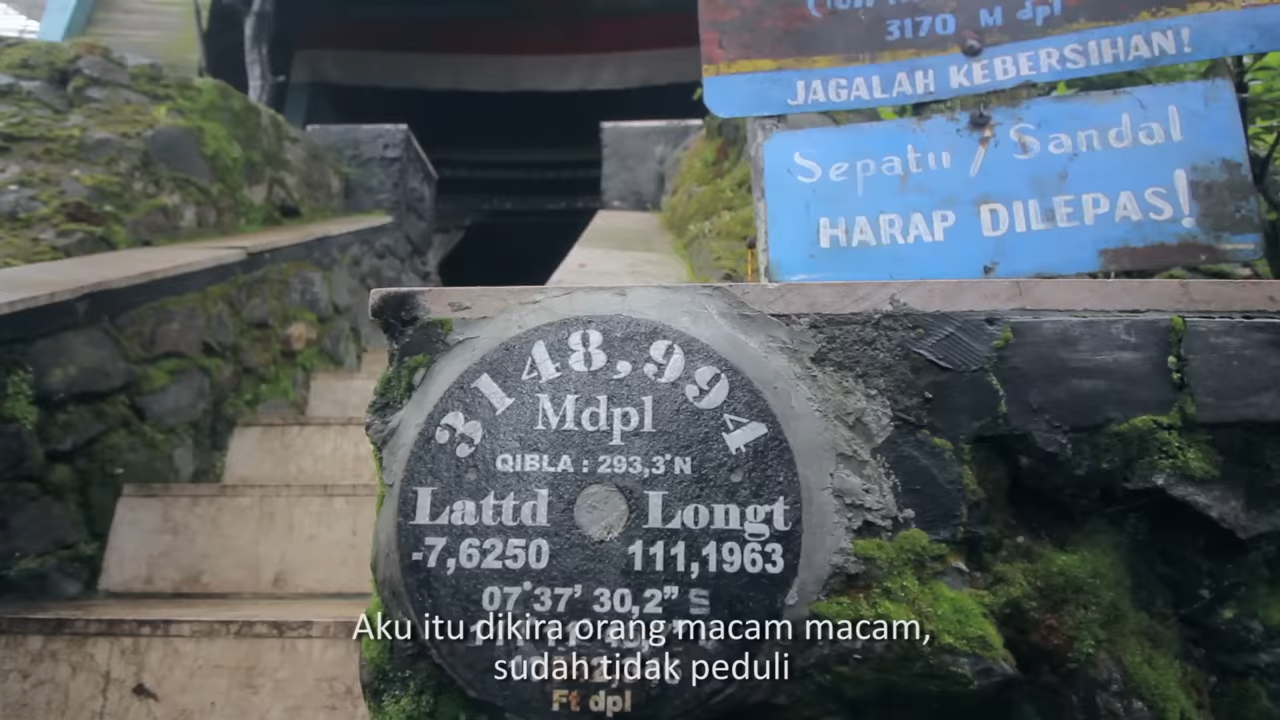 3170 M dpl
JAGALAH KEBERSIHAN!
Sepatu / Sandal
HARAP DILEPAS!
3148,994
Mdpl
QIBLA : 293,3°N
Lattd Longt
-7,6250 111,1963
07°37' 30,2" S
Aku itu dikira orang macam macam,
sudah tidak peduli
Ft dpl